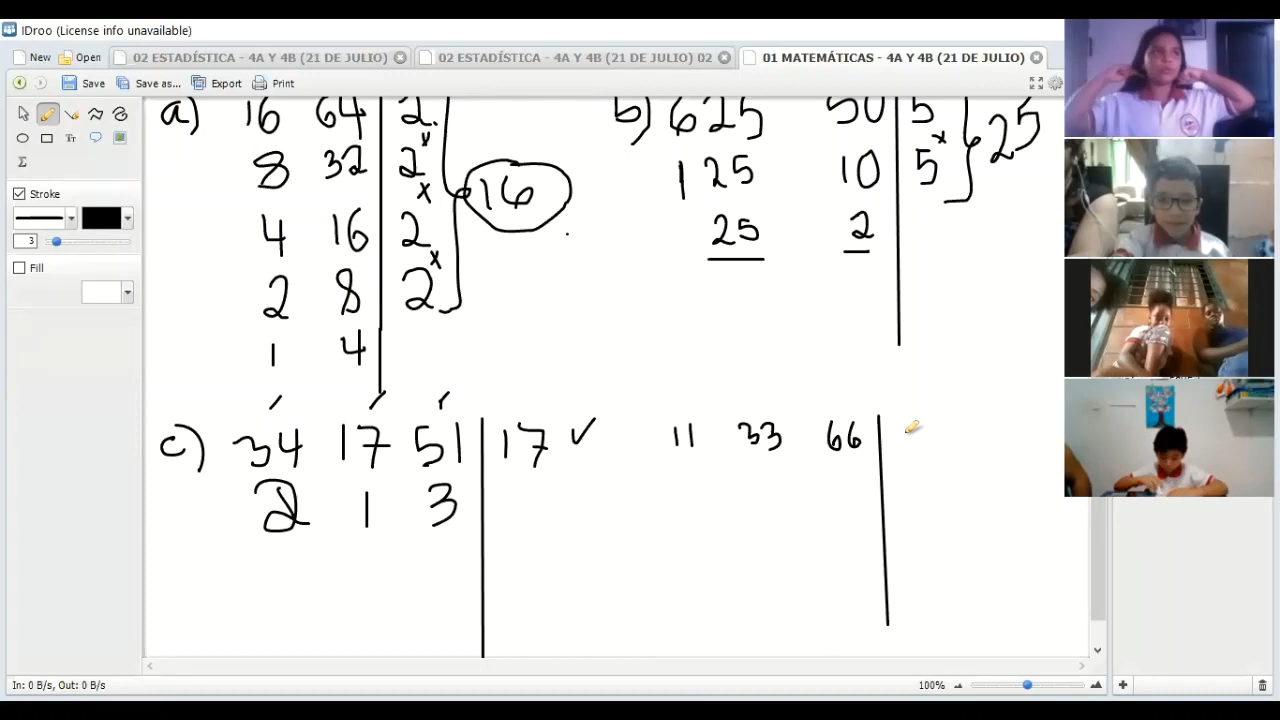 IDroo (License info unavailable)
New Open 02 ESTADÍSTICA - 4A Y 4B (21 DE JULIO) 02 ESTADÍSTICA - 4A Y 4B (21 DE JULIO) 02 01 MATEMÁTICAS - 4A Y 4B (21 DE JULIO)
Save Save as... Export Print
Stroke
3
Fill
a) 16 64 2
8 32 2 x
4 16 2 x
2 8 2 x
1 4
16
b) 625 50 5
125 10 5 x
25 2
25
c) 34 17 51 17 ✓
2 1 3
11 33 66
In: 0 B/s, Out: 0 B/s
100%